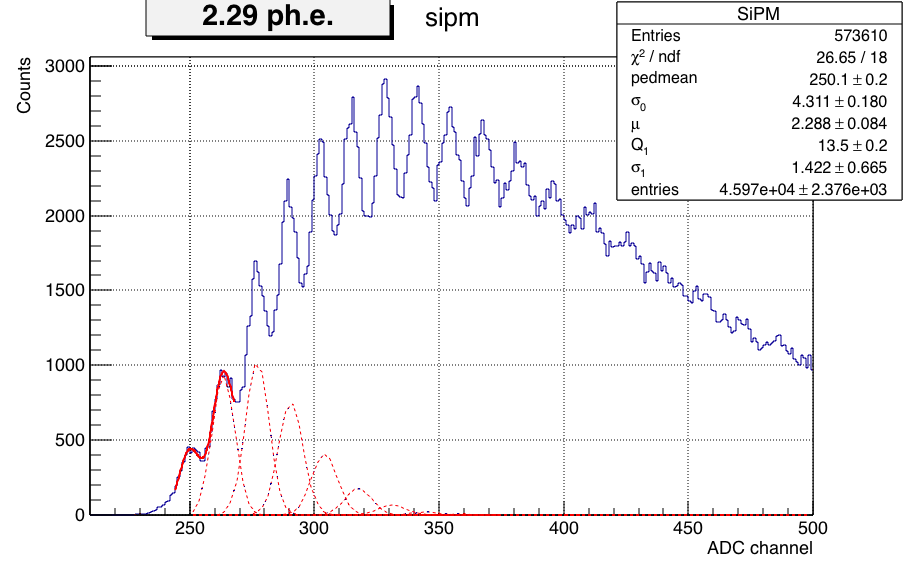 2.29 ph.e.
sipm
SiPM
Entries 573610
χ² / ndf 26.65 / 18
pedmean 250.1 ± 0.2
σ₀ 4.311 ± 0.180
μ 2.288 ± 0.084
Q₁ 13.5 ± 0.2
σ₁ 1.422 ± 0.665
entries 4.597e+04 ± 2.376e+03
Counts
3000
2500
2000
1500
1000
500
0
250 300 350 400 450 500
ADC channel